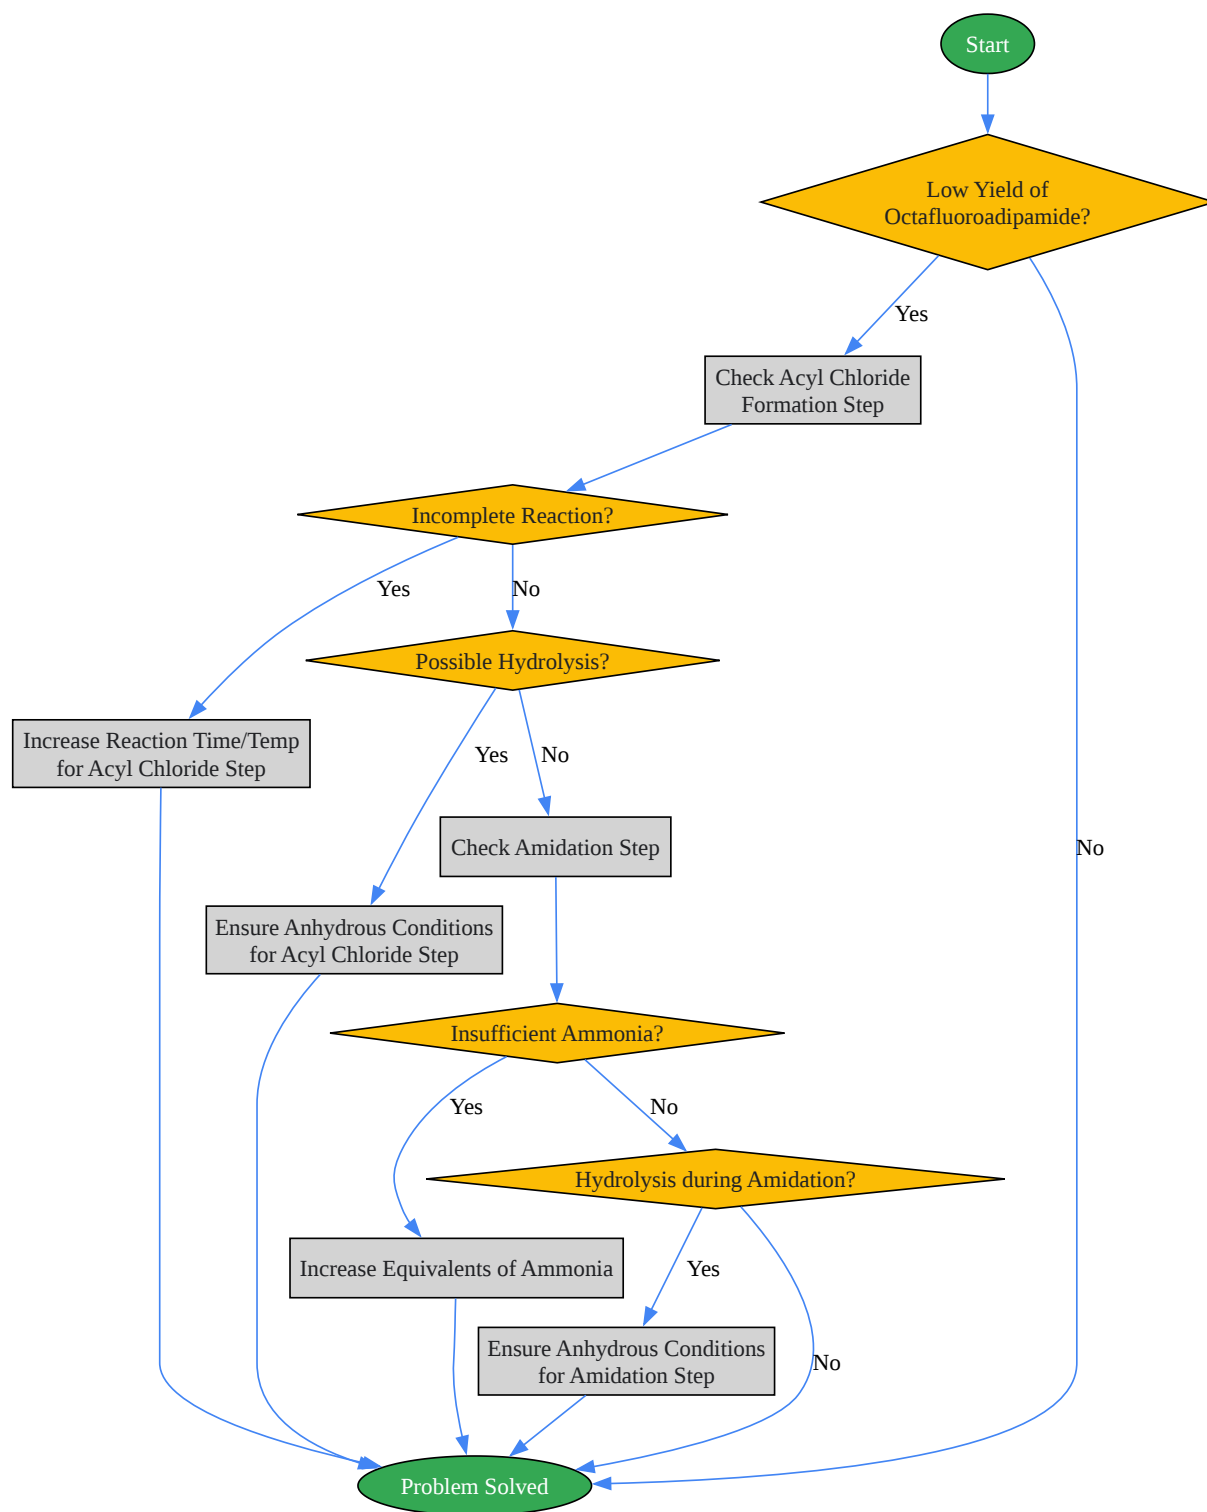 Start
Low Yield of
Octafluoroadipamide?
Yes
Check Acyl Chloride
Formation Step
Incomplete Reaction?
Yes
No
Possible Hydrolysis?
Increase Reaction Time/Temp
for Acyl Chloride Step
Yes
No
Check Amidation Step
No
Ensure Anhydrous Conditions
for Acyl Chloride Step
Insufficient Ammonia?
Yes
No
Hydrolysis during Amidation?
Increase Equivalents of Ammonia
Yes
Ensure Anhydrous Conditions
for Amidation Step
No
Problem Solved